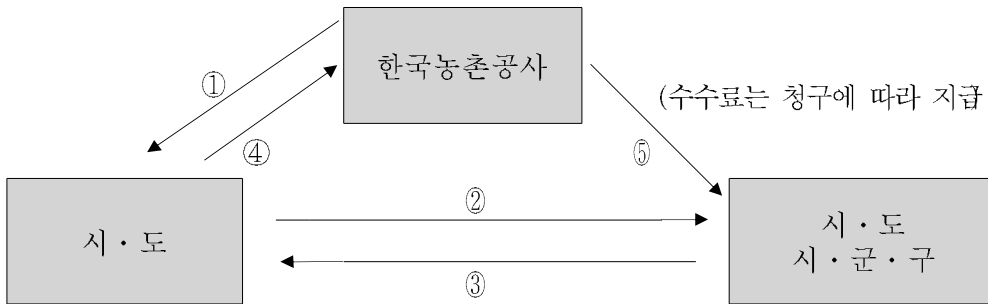 한국농촌공사
①
(수수료는 청구에 따라 지급
④
⑤
시・도
②
시・도
시・군・구
③